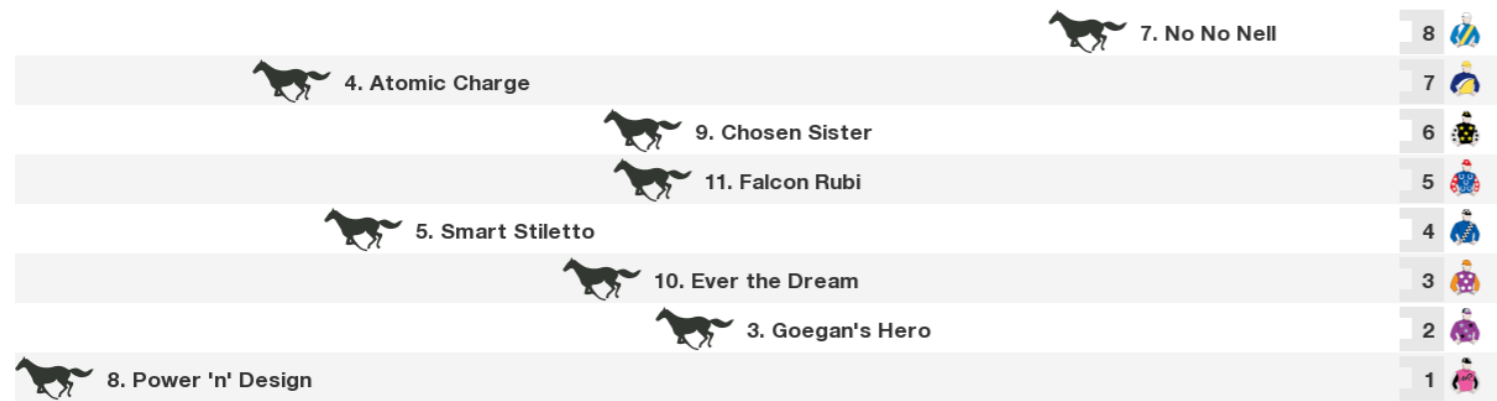 7. No No Nell 8
4. Atomic Charge 7
9. Chosen Sister 6
11. Falcon Rubi 5
5. Smart Stiletto 4
10. Ever the Dream 3
3. Goegan's Hero 2
8. Power 'n' Design 1